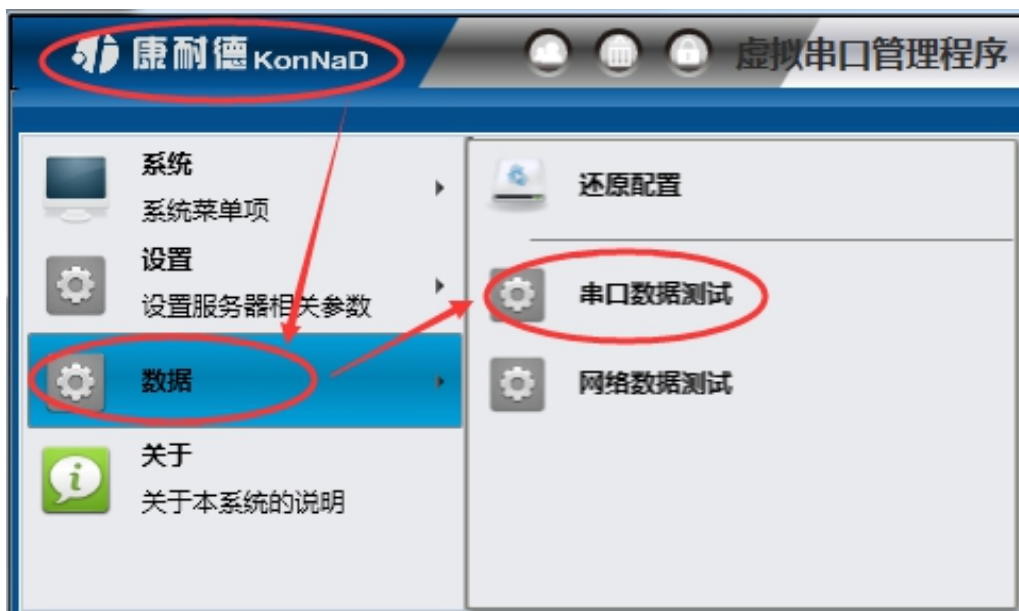 康耐德 KonNaD
虚拟串口管理程序
系统
系统菜单项
设置
设置服务器相关参数
数据
关于
关于本系统的说明
还原配置
串口数据测试
网络数据测试